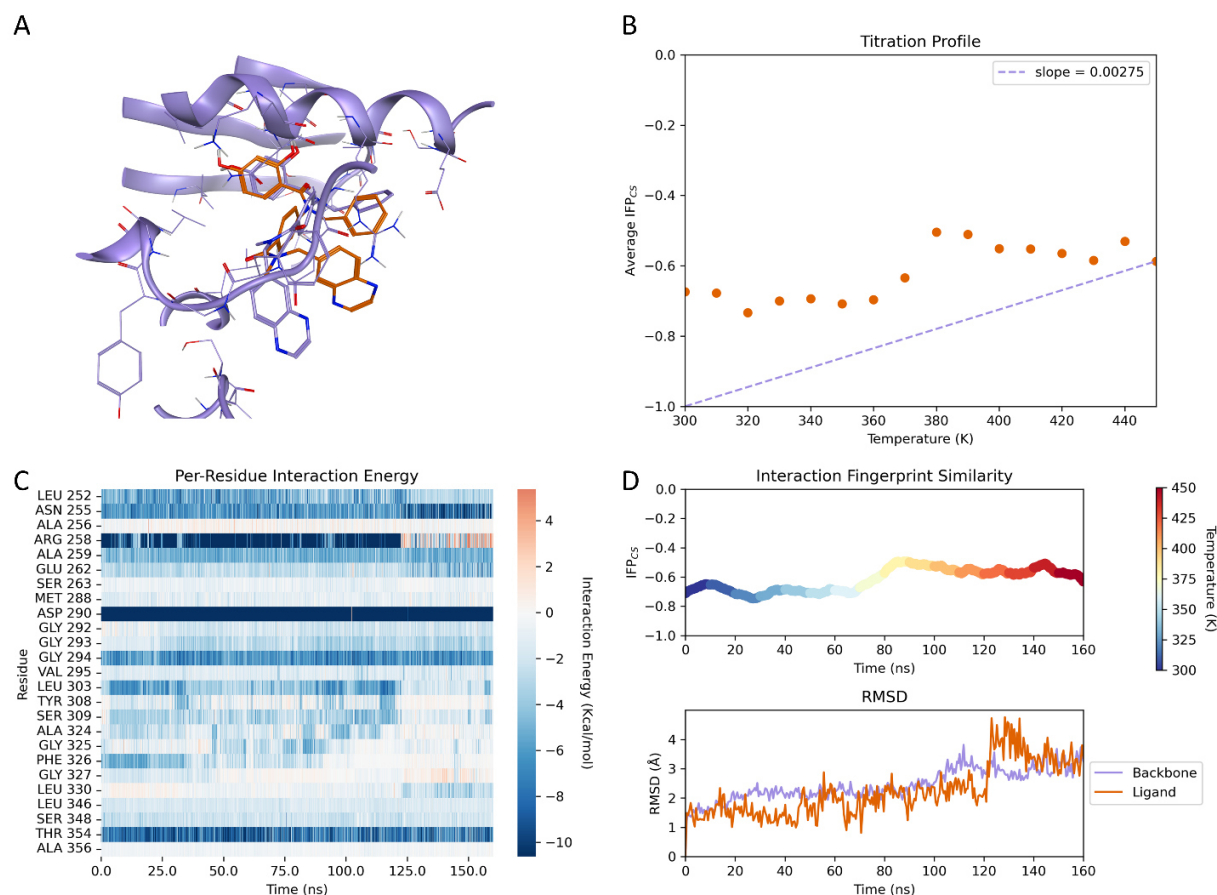 A
B
Titration Profile
slope = 0.00275
Average IFPCS
0.0
−0.2
−0.4
−0.6
−0.8
−1.0
300 320 340 360 380 400 420 440
Temperature (K)
C
Per-Residue Interaction Energy
Residue
LEU 252
ASN 255
ALA 256
ARG 258
ALA 259
GLU 262
SER 263
MET 288
ASP 290
GLY 292
GLY 293
GLY 294
VAL 295
LEU 303
TYR 308
SER 309
ALA 324
GLY 325
PHE 326
GLY 327
LEU 330
LEU 346
SER 348
THR 354
ALA 356
0.0 25.0 50.0 75.0 100.0 125.0 150.0
Time (ns)
4
2
0
−2
−4
−6
−8
−10
Interaction Energy (Kcal/mol)
D
Interaction Fingerprint Similarity
IFPCS
0.0
−0.2
−0.4
−0.6
−0.8
−1.0
0 20 40 60 80 100 120 140 160
Time (ns)
450
425
400
375
350
325
300
Temperature (K)
RMSD
RMSD (Å)
4
3
2
1
0
0 20 40 60 80 100 120 140 160
Time (ns)
Backbone
Ligand